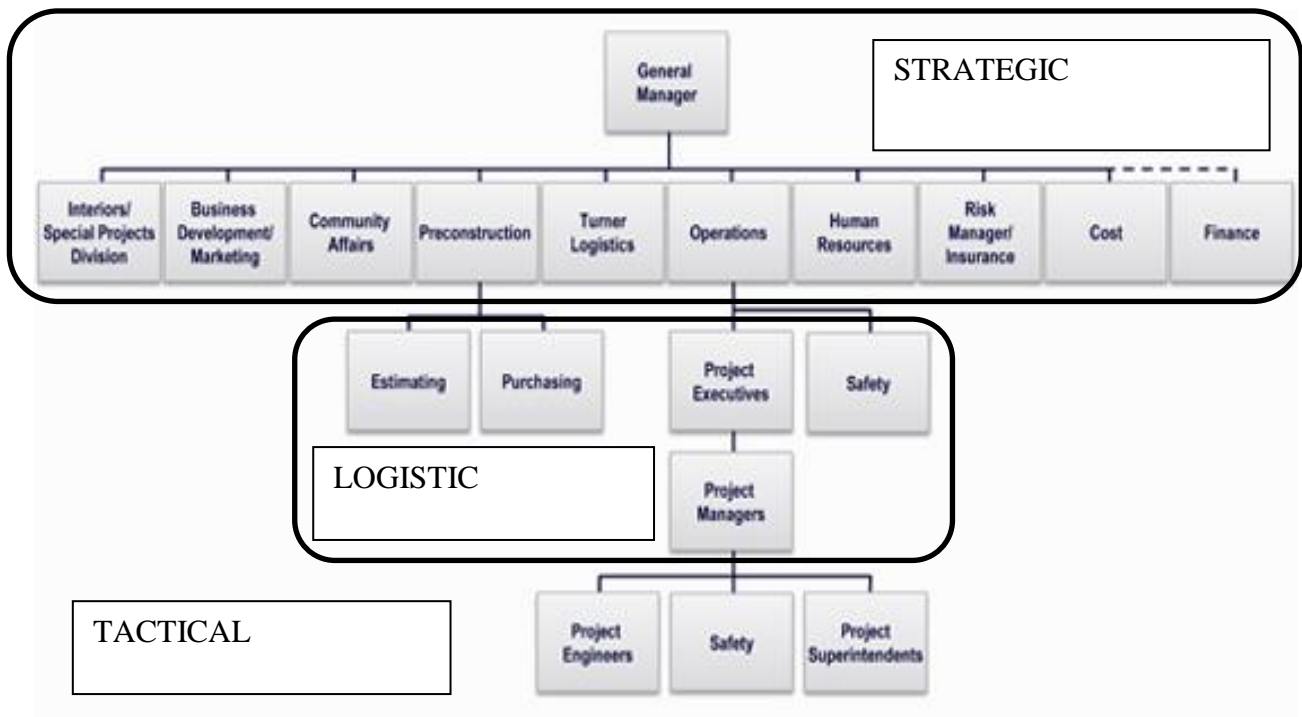 General
Manager
STRATEGIC
Interiors/
Special Projects
Division
Business
Development/
Marketing
Community
Affairs
Preconstruction
Turner
Logistics
Operations
Human
Resources
Risk
Manager/
Insurance
Cost
Finance
Estimating
Purchasing
Project
Executives
Safety
LOGISTIC
Project
Managers
TACTICAL
Project
Engineers
Safety
Project
Superintendents